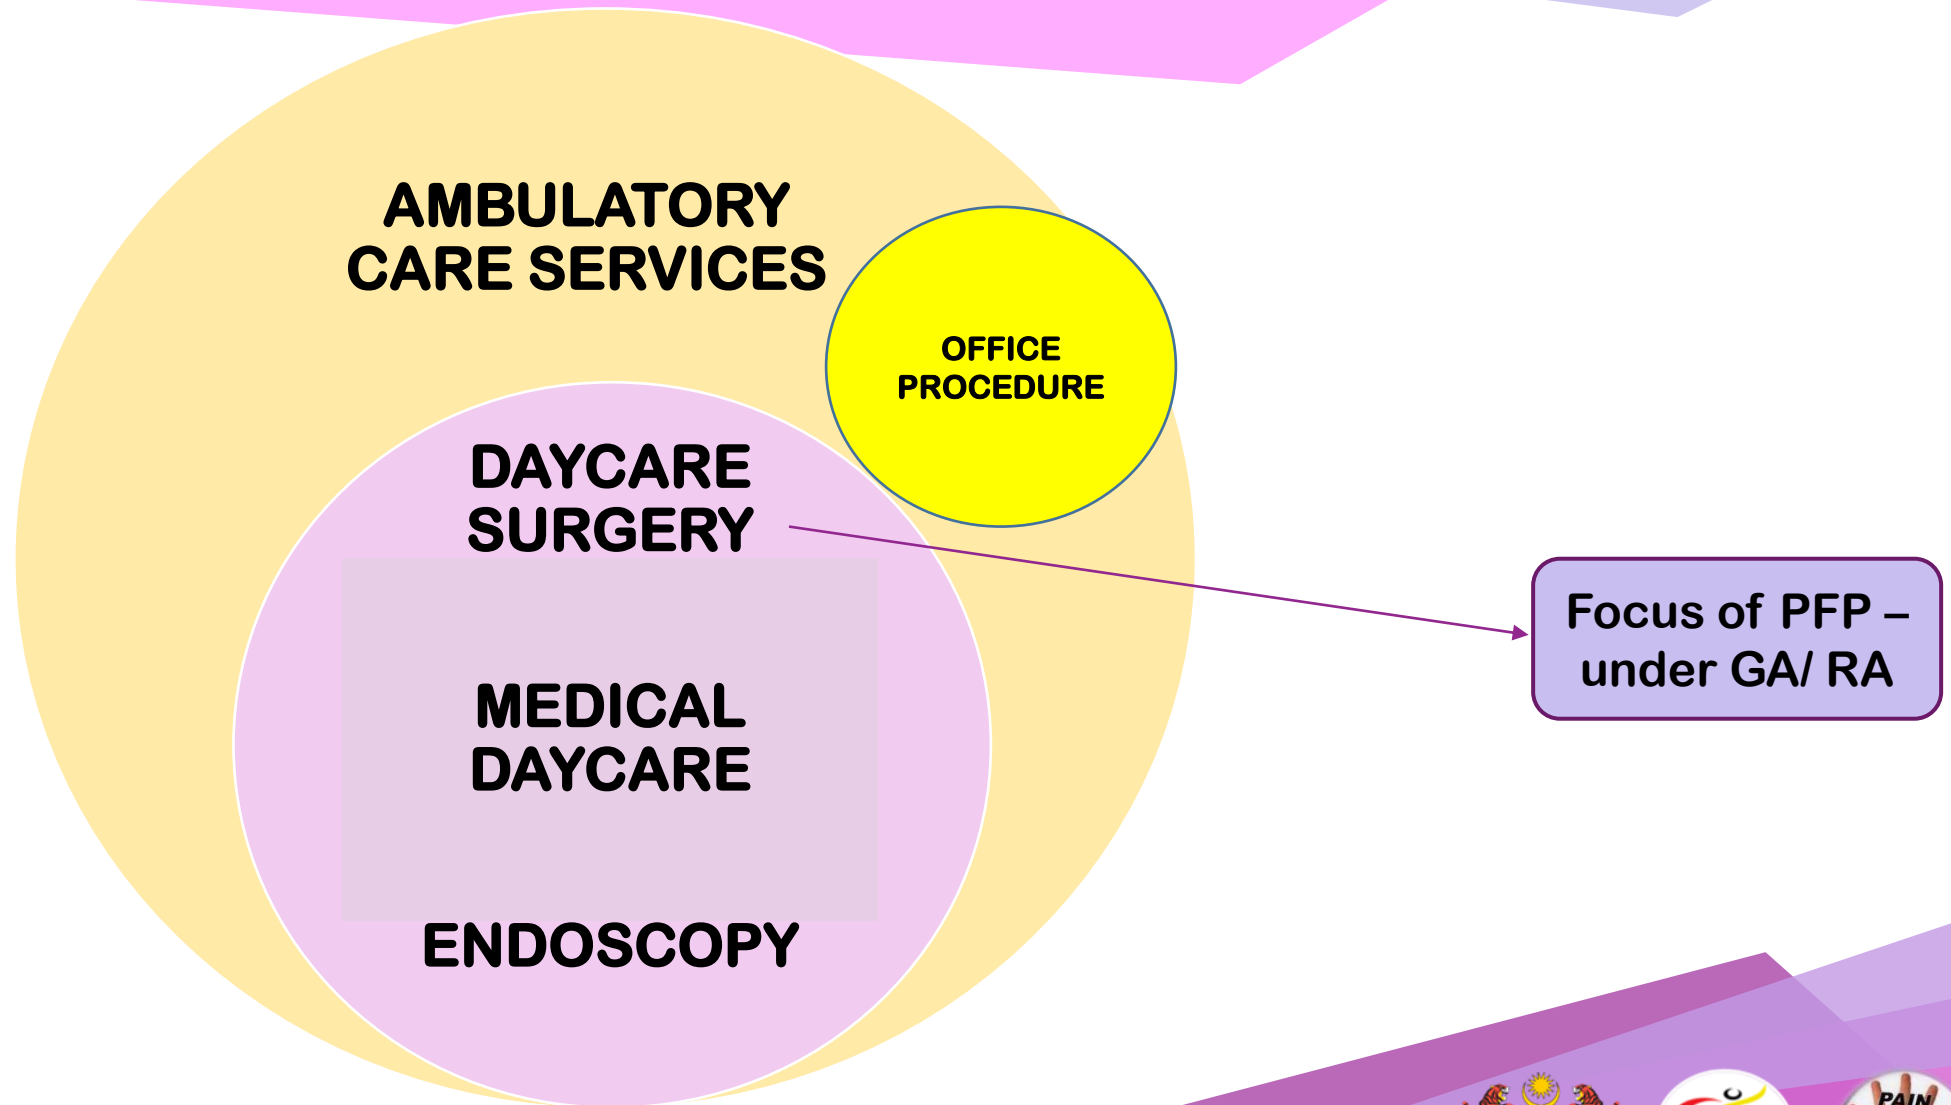 AMBULATORY
CARE SERVICES
OFFICE
PROCEDURE
DAYCARE
SURGERY
Focus of PFP –
under GA/ RA
MEDICAL
DAYCARE
ENDOSCOPY
PAIN